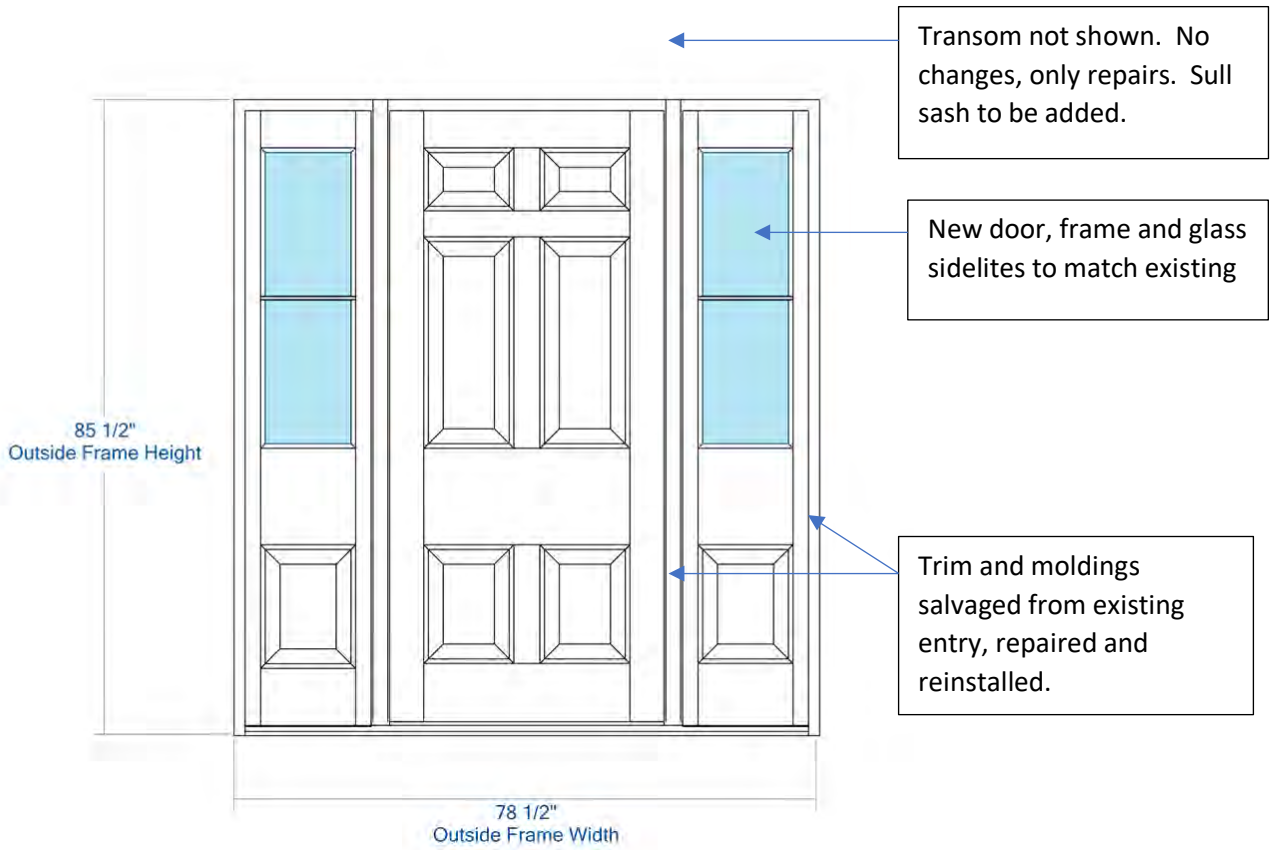 Transom not shown.  No
changes, only repairs.  Sull
sash to be added.
New door, frame and glass
sidelites to match existing
85 1/2"
Outside Frame Height
Trim and moldings
salvaged from existing
entry, repaired and
reinstalled.
78 1/2"
Outside Frame Width